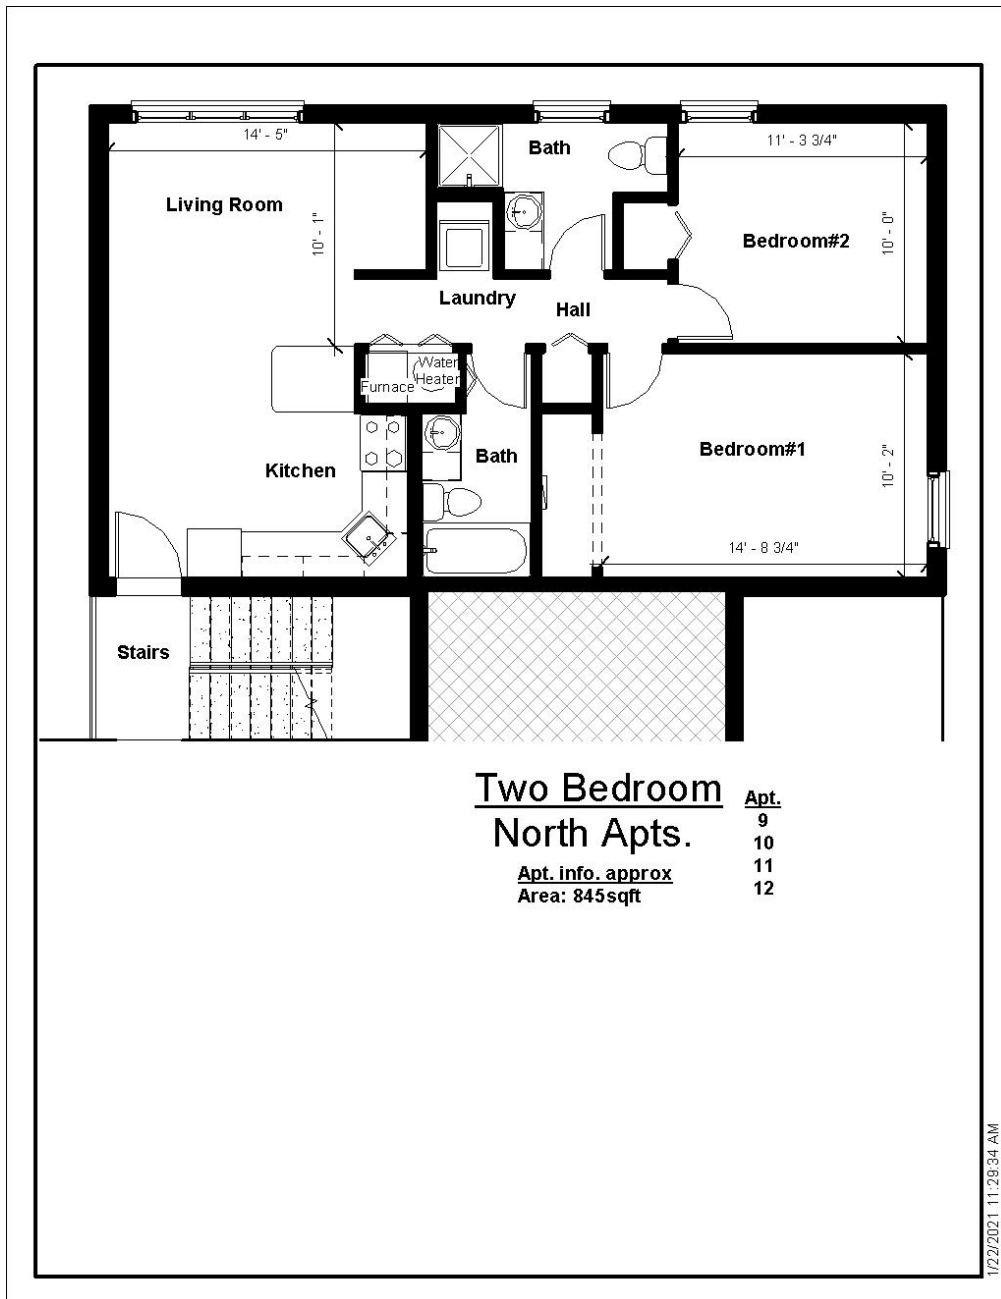 14' - 5"
Bath
11' - 3 3/4"
Living Room
10' - 1"
Bedroom#2
10' - 0"
Laundry
Hall
Water
Heater
Furnace
Kitchen
Bath
Bedroom#1
10' - 2"
14' - 8 3/4"
Stairs
Two Bedroom
North Apts.
Apt. info. approx
Area: 845sqft
Apt.
9
10
11
12
1/22/2021 11:29:34 AM